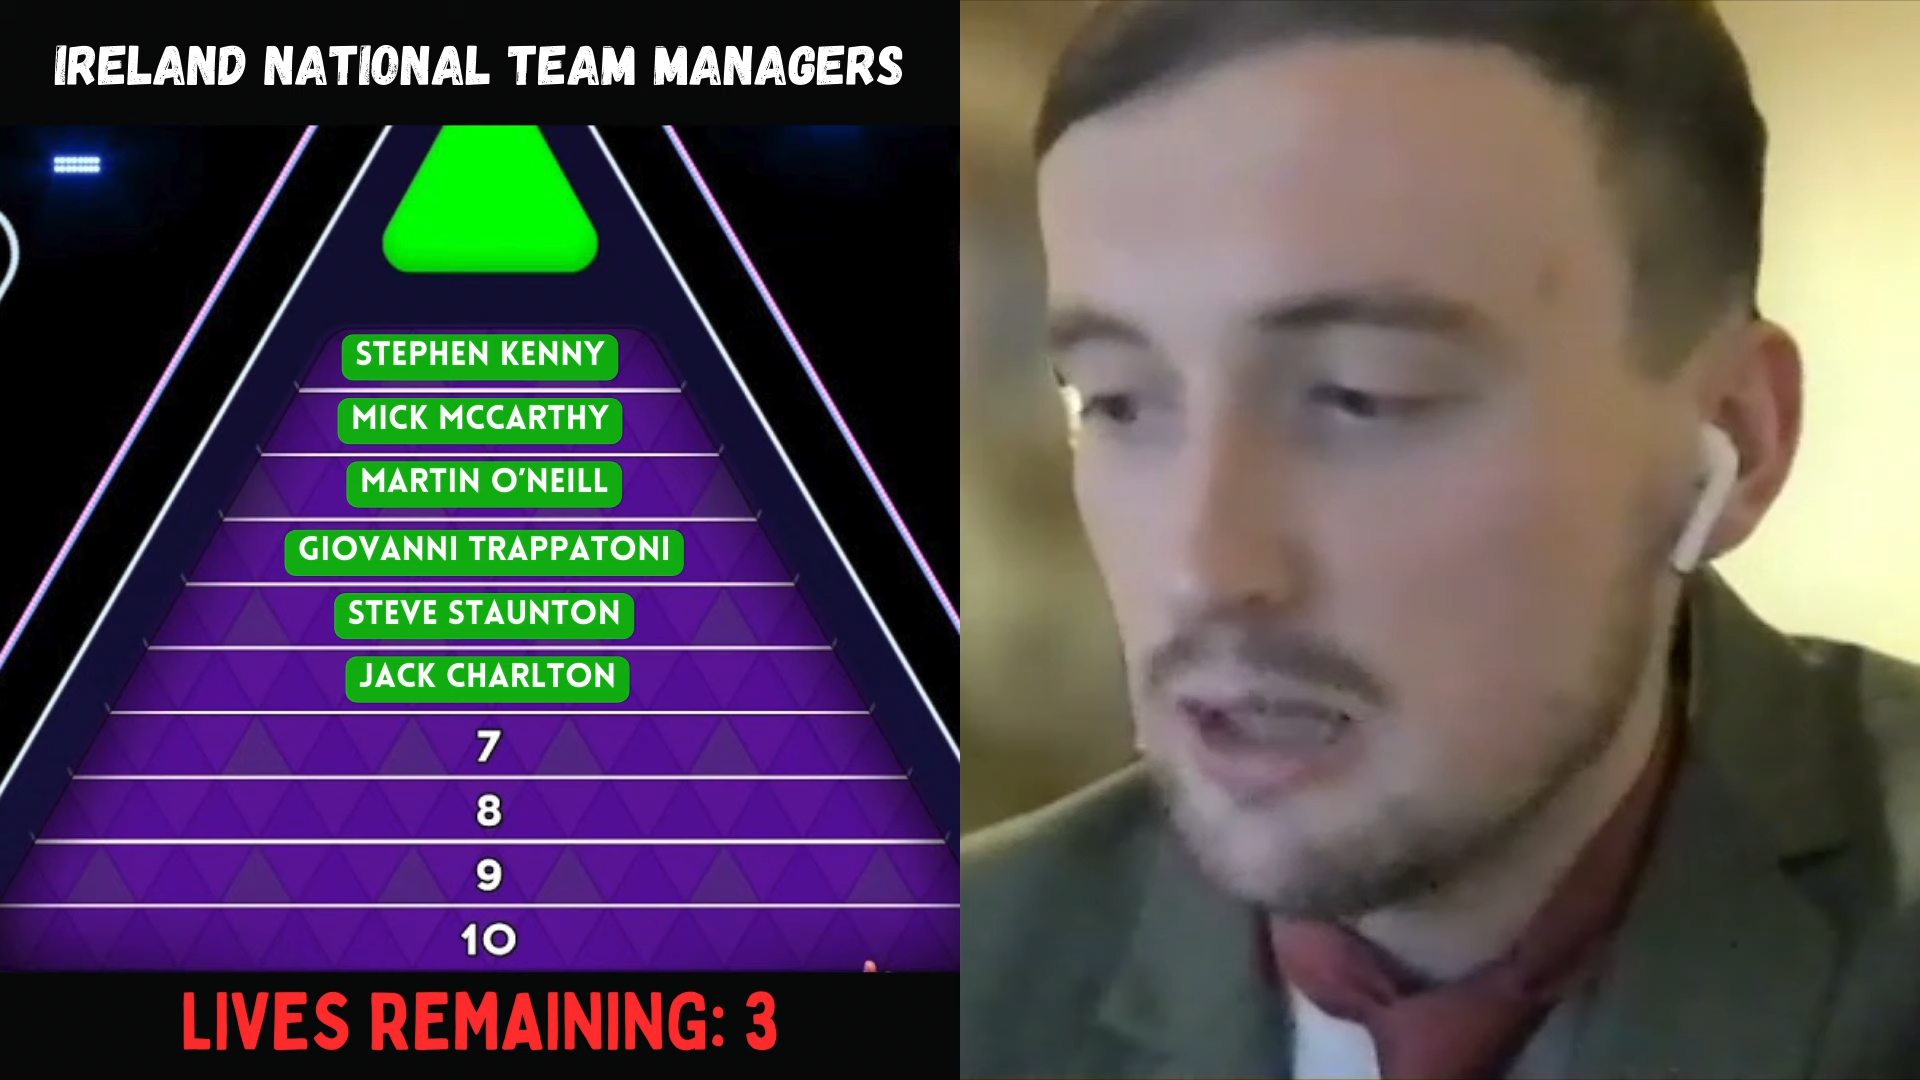 IRELAND NATIONAL TEAM MANAGERS
STEPHEN KENNY
MICK MCCARTHY
MARTIN O'NEILL
GIOVANNI TRAPPATONI
STEVE STAUNTON
JACK CHARLTON
7
8
9
10
LIVES REMAINING: 3